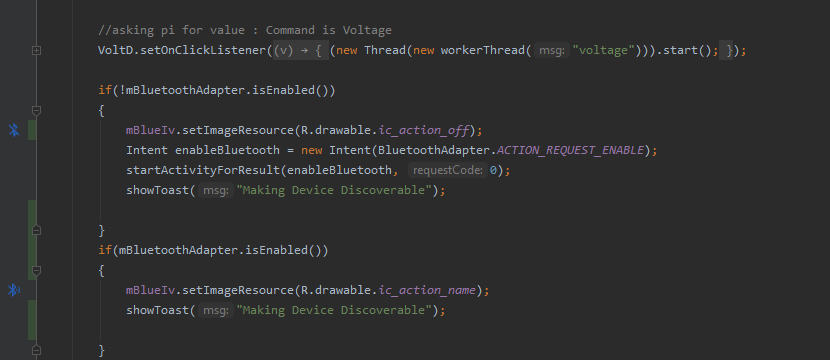 //asking pi for value : Command is Voltage
VoltD.setOnClickListener((v) → { (new Thread(new workerThread( msg: "voltage"))).start(); });
if(!mBluetoothAdapter.isEnabled())
{
mBlueIv.setImageResource(R.drawable.ic_action_off);
Intent enableBluetooth = new Intent(BluetoothAdapter.ACTION_REQUEST_ENABLE);
startActivityForResult(enableBluetooth, requestCode: 0);
showToast( msg: "Making Device Discoverable");
}
if(mBluetoothAdapter.isEnabled())
{
mBlueIv.setImageResource(R.drawable.ic_action_name);
showToast( msg: "Making Device Discoverable");
}